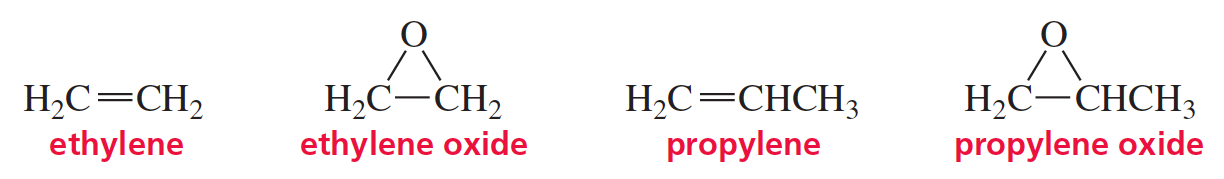 O O
H₂C=CH₂ H₂C–CH₂ H₂C=CHCH₃ H₂C–CHCH₃
ethylene ethylene oxide propylene propylene oxide